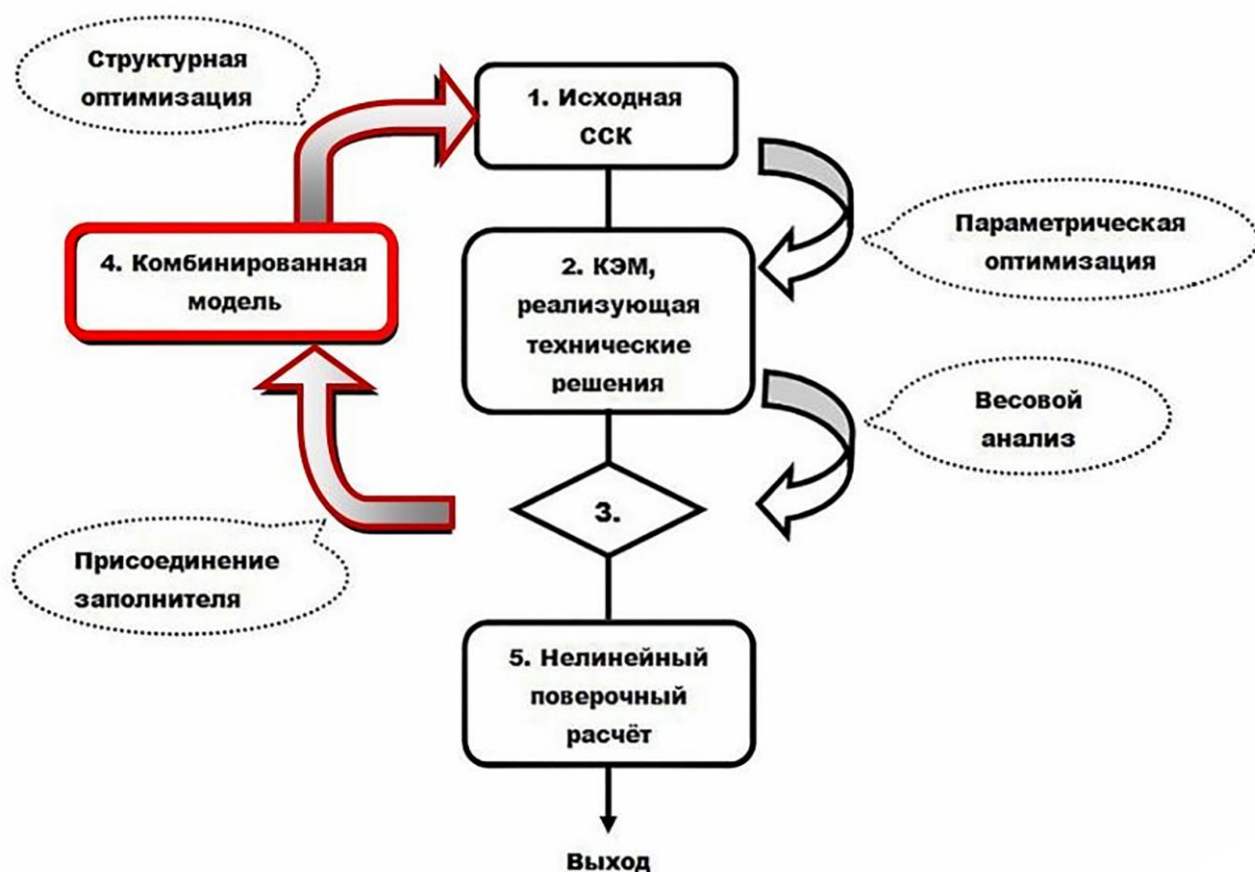 Структурная
оптимизация
1. Исходная
ССК
4. Комбинированная
модель
2. КЭМ,
реализующая
технические
решения
Параметрическая
оптимизация
Весовой
анализ
3.
Присоединение
заполнителя
5. Нелинейный
поверочный
расчёт
Выход